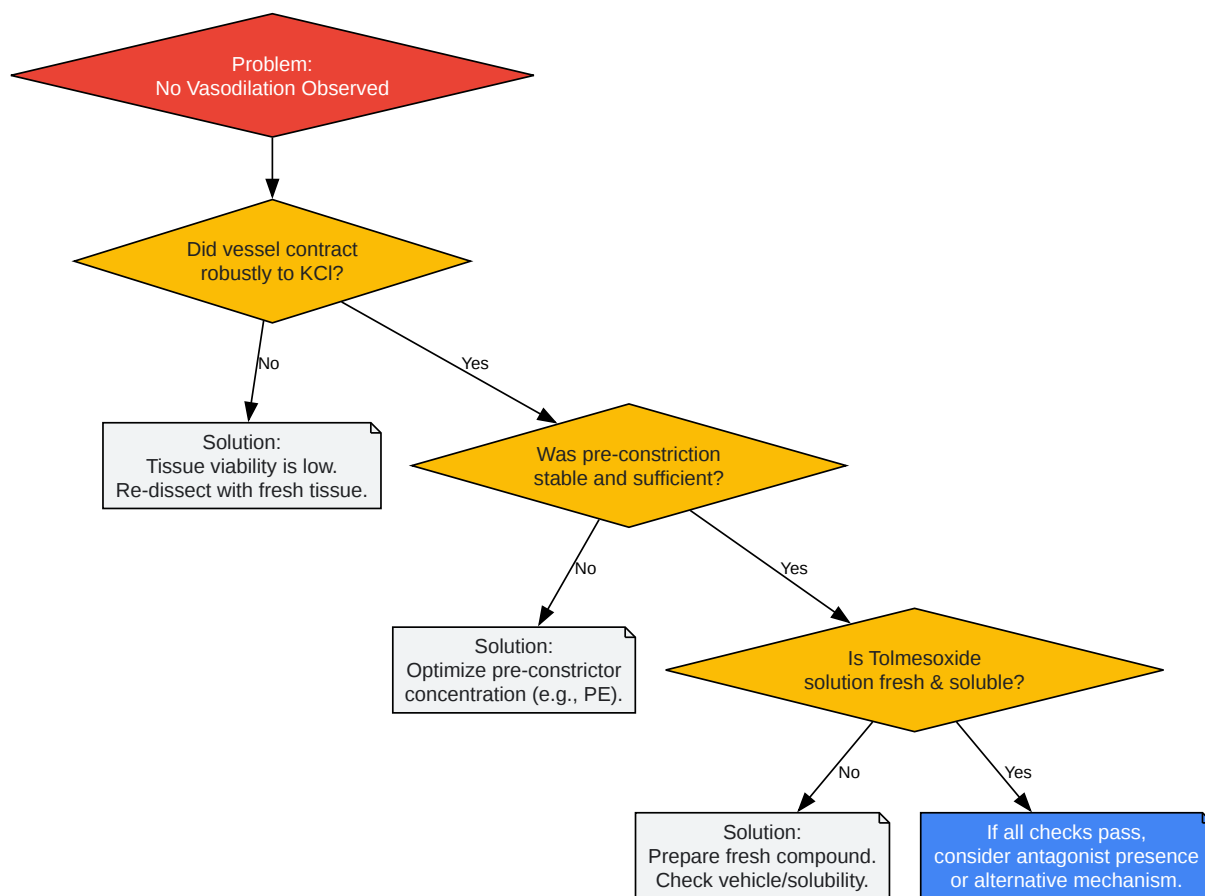 Problem:
No Vasodilation Observed
Did vessel contract
robustly to KCl?
No
Yes
Solution:
Tissue viability is low.
Re-dissect with fresh tissue.
Was pre-constriction
stable and sufficient?
No
Yes
Solution:
Optimize pre-constrictor
concentration (e.g., PE).
Is Tolmesoxide
solution fresh & soluble?
No
Yes
Solution:
Prepare fresh compound.
Check vehicle/solubility.
If all checks pass,
consider antagonist presence
or alternative mechanism.